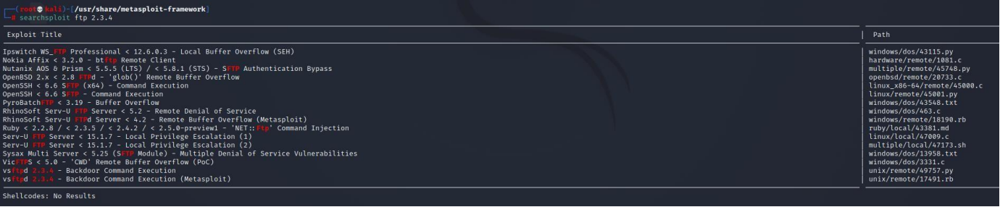 (root💀kali)-[/usr/share/metasploit-framework]
# searchsploit ftp 2.3.4
Exploit Title | Path
Ipswitch WS_FTP Professional < 12.6.0.3 - Local Buffer Overflow (SEH) | windows/dos/43115.py
Nokia Affix < 3.2.0 - btftp Remote Client | hardware/remote/1081.c
Nutanix AOS & Prism < 5.5.5 (LTS) / < 5.8.1 (STS) - SFTP Authentication Bypass | multiple/remote/45748.py
OpenBSD 2.x < 2.8 FTPd - 'glob()' Remote Buffer Overflow | openbsd/remote/20733.c
OpenSSH < 6.6 SFTP (x64) - Command Execution | linux_x86-64/remote/45000.c
OpenSSH < 6.6 SFTP - Command Execution | linux/remote/45001.py
PyroBatchFTP < 3.19 - Buffer Overflow | windows/dos/43548.txt
RhinoSoft Serv-U FTP Server < 5.2 - Remote Denial of Service | windows/dos/463.c
RhinoSoft Serv-U FTPd Server < 4.2 - Remote Buffer Overflow (Metasploit) | windows/remote/18190.rb
Ruby < 2.2.8 / < 2.3.5 / < 2.4.2 / < 2.5.0-preview1 - 'NET::Ftp' Command Injection | ruby/local/43381.md
Serv-U FTP Server < 15.1.7 - Local Privilege Escalation (1) | linux/local/47009.c
Serv-U FTP Server < 15.1.7 - Local Privilege Escalation (2) | multiple/local/47173.sh
Sysax Multi Server < 5.25 (SFTP Module) - Multiple Denial of Service Vulnerabilities | windows/dos/13958.txt
VicFTPS < 5.0 - 'CWD' Remote Buffer Overflow (PoC) | windows/dos/3331.c
vsftpd 2.3.4 - Backdoor Command Execution | unix/remote/49757.py
vsftpd 2.3.4 - Backdoor Command Execution (Metasploit) | unix/remote/17491.rb
Shellcodes: No Results